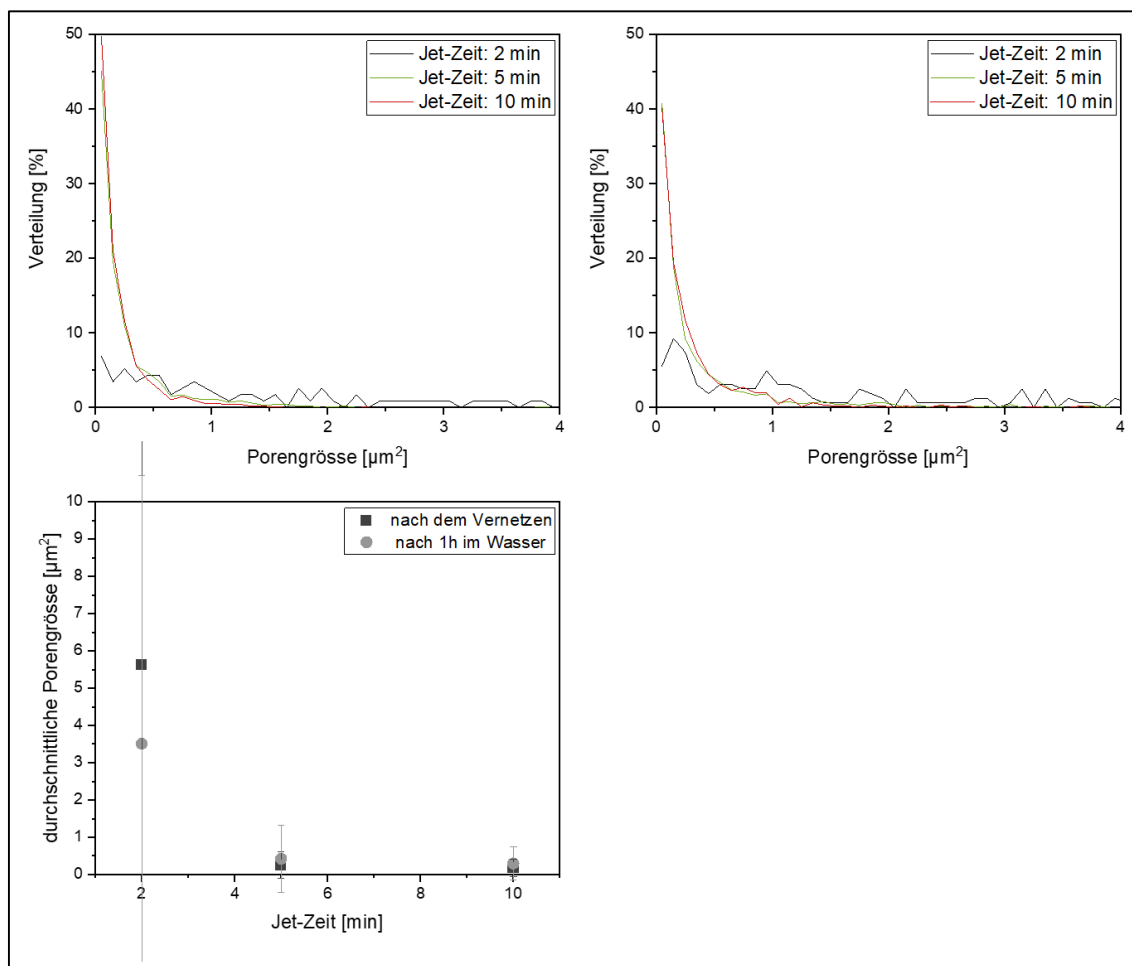 50
40
30
20
10
0
Verteilung [%]
Jet-Zeit: 2 min
Jet-Zeit: 5 min
Jet-Zeit: 10 min
0 1 2 3 4
Porengrösse [µm²]
50
40
30
20
10
0
Verteilung [%]
Jet-Zeit: 2 min
Jet-Zeit: 5 min
Jet-Zeit: 10 min
0 1 2 3 4
Porengrösse [µm²]
10
9
8
7
6
5
4
3
2
1
0
durchschnittliche Porengrösse [µm²]
nach dem Vernetzen
nach 1h im Wasser
2 4 6 8 10
Jet-Zeit [min]